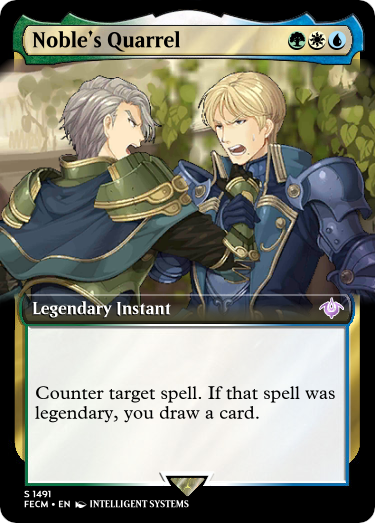 Noble's Quarrel
Legendary Instant
Counter target spell. If that spell was
legendary, you draw a card.
S 1491
FECM • EN INTELLIGENT SYSTEMS